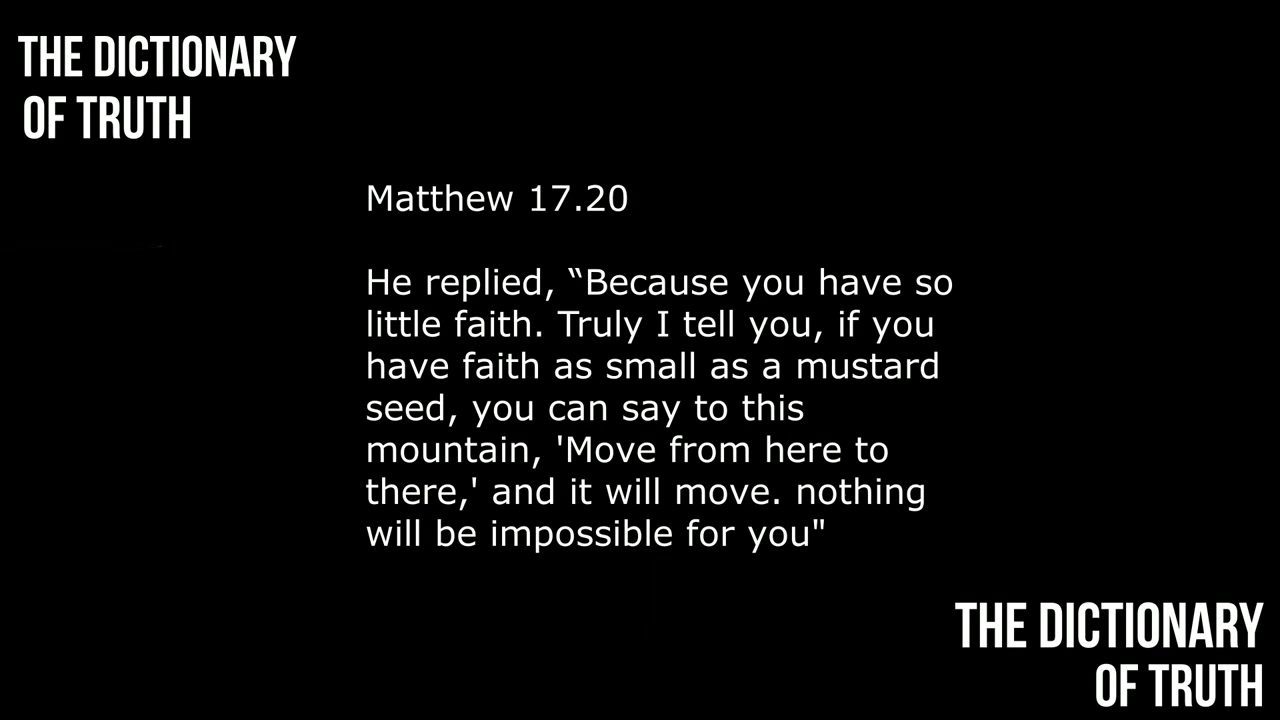 THE DICTIONARY
OF TRUTH
Matthew 17.20
He replied, “Because you have so
little faith. Truly I tell you, if you
have faith as small as a mustard
seed, you can say to this
mountain, 'Move from here to
there,' and it will move. nothing
will be impossible for you"
THE DICTIONARY
OF TRUTH